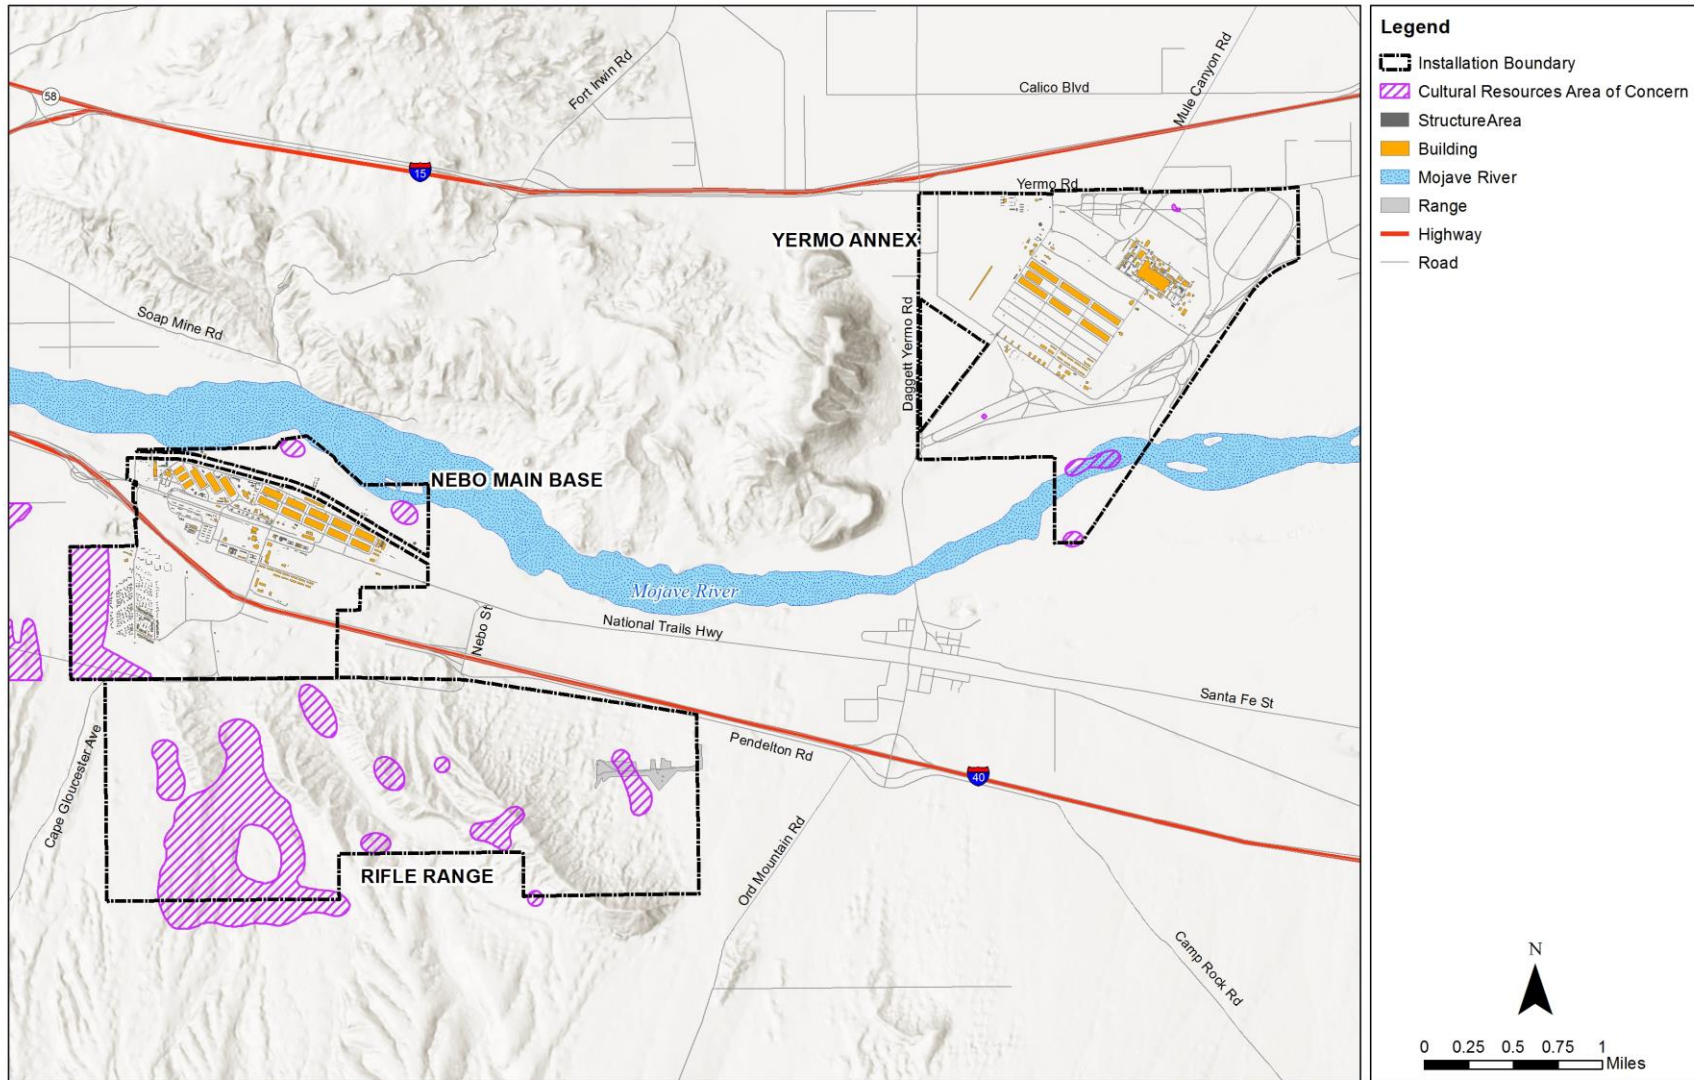 58
15
Fort Irwin Rd
Calico Blvd
Mule Canyon Rd
Yermo Rd
YERMO ANNEX
Daggett Yermo Rd
Soap Mine Rd
NEBO MAIN BASE
Mojave River
Nebo St
National Trails Hwy
Santa Fe St
Pendelton Rd
40
Cape Gloucester Ave
Ord Mountain Rd
RIFLE RANGE
Camp Rock Rd
Legend
Installation Boundary
Cultural Resources Area of Concern
StructureArea
Building
Mojave River
Range
Highway
Road
N
0 0.25 0.5 0.75 1
Miles